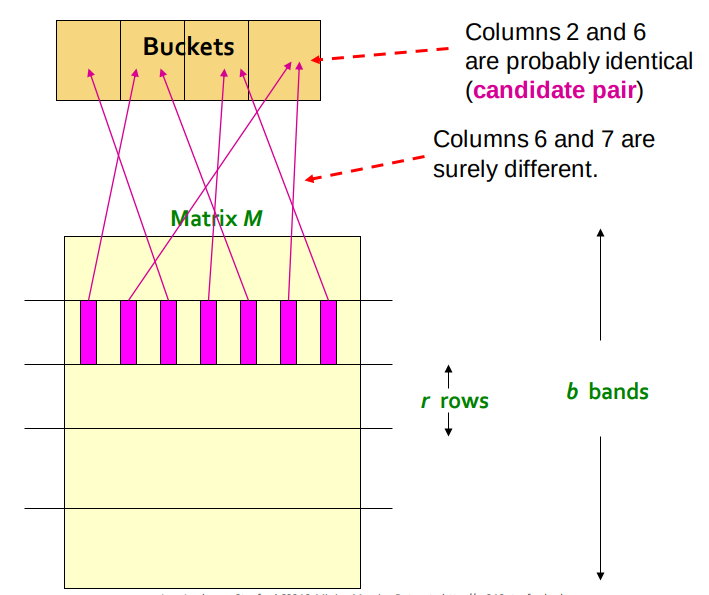 Buckets
Columns 2 and 6
are probably identical
(candidate pair)
Columns 6 and 7 are
surely different.
Matrix M
r rows
b bands